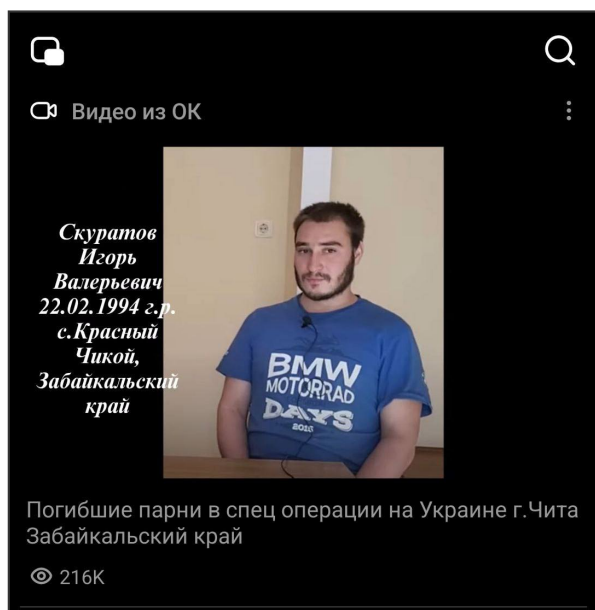 Видео из ОК
Скуратов
Игорь
Валерьевич
22.02.1994 г.р.
с.Красный
Чикой,
Забайкальский
край
BMW
MOTORRAD
DAYS
2016
Погибшие парни в спец операции на Украине г.Чита
Забайкальский край
216K